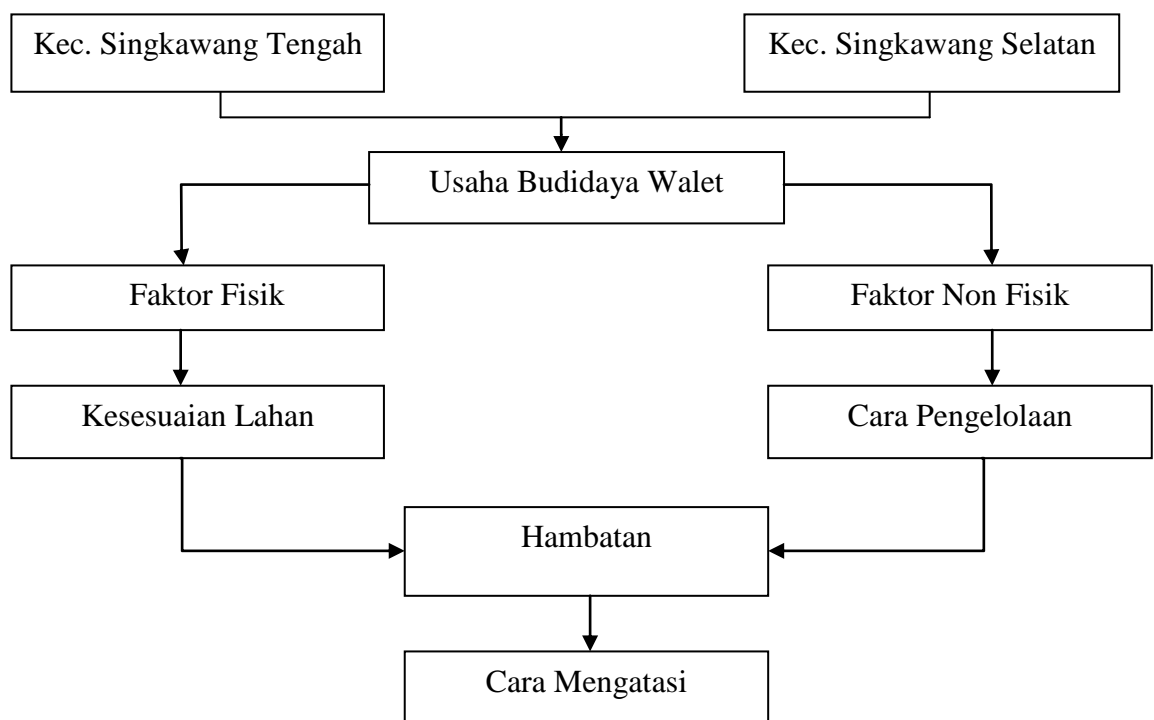 Kec. Singkawang Tengah
Kec. Singkawang Selatan
Usaha Budidaya Walet
Faktor Fisik
Faktor Non Fisik
Kesesuaian Lahan
Cara Pengelolaan
Hambatan
Cara Mengatasi